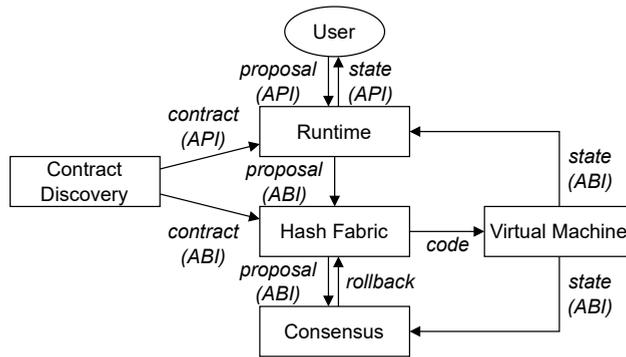 User
proposal
(API)
state
(API)
contract
(API)
Runtime
Contract
Discovery
proposal
(ABI)
state
(ABI)
contract
(ABI)
Hash Fabric
code
Virtual Machine
proposal
(ABI)
rollback
state
(ABI)
Consensus